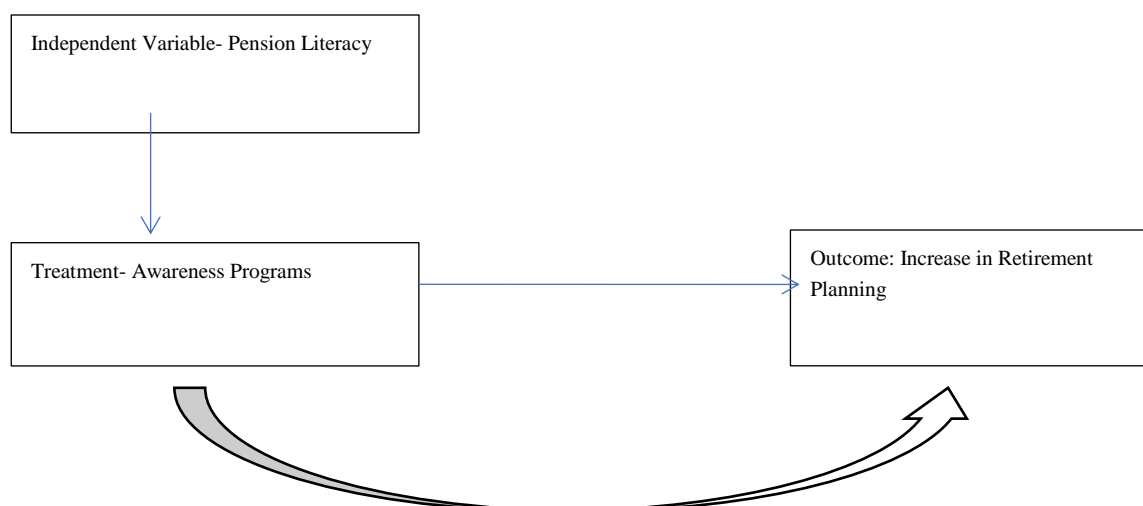 Independent Variable- Pension Literacy
Treatment- Awareness Programs
Outcome: Increase in Retirement
Planning